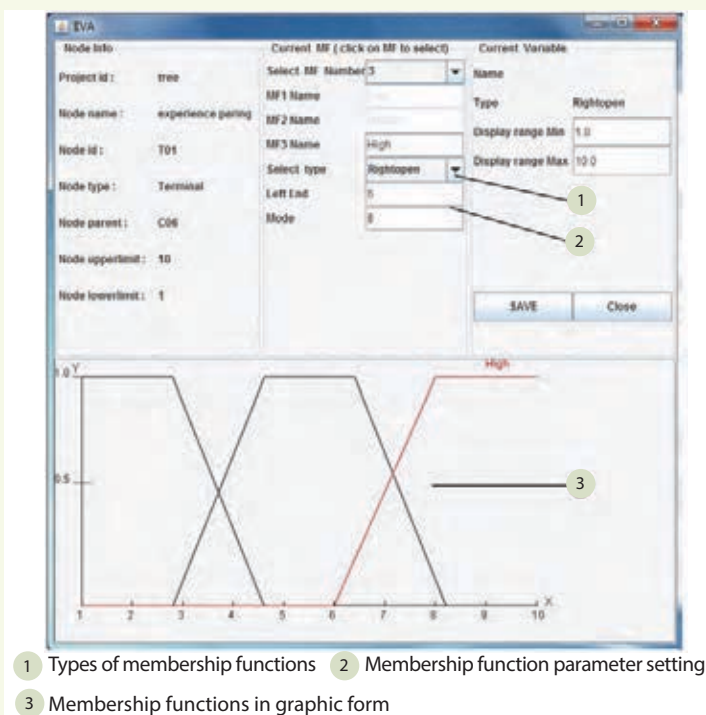 EVA
Node Info
Project id : tree
Node name : experience pering
Node id : T01
Node type : Terminal
Node parent : C06
Node upperlimit : 10
Node lowerlimit : 1
Current MF ( click on MF to select)
Select MF Number 3
MF1 Name
MF2 Name
MF3 Name High
Select type Rightopen
Left End 6
Mode 8
Current Variable
Name
Type Rightopen
Display range Min 1.0
Display range Max 10.0
SAVE Close
1
2
High
1.0 Y
0.5
3
1 2 3 4 5 6 7 8 9 10 X
1 Types of membership functions 2 Membership function parameter setting
3 Membership functions in graphic form